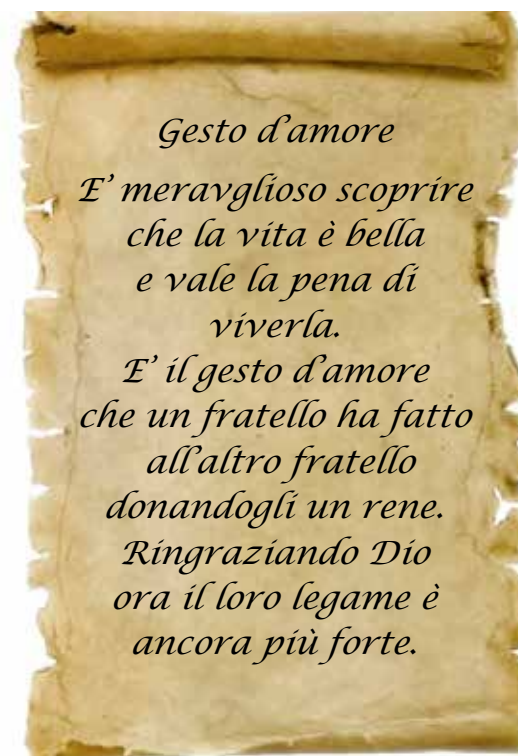 Gesto d'amore
E' meravglioso scoprire
che la vita è bella
e vale la pena di
viverla.
E' il gesto d'amore
che un fratello ha fatto
all'altro fratello
donandogli un rene.
Ringraziando Dio
ora il loro legame è
ancora più forte.